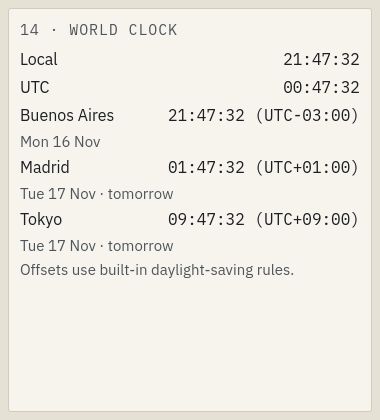 14 · WORLD CLOCK
Local 21:47:32
UTC 00:47:32
Buenos Aires 21:47:32 (UTC-03:00)
Mon 16 Nov
Madrid 01:47:32 (UTC+01:00)
Tue 17 Nov · tomorrow
Tokyo 09:47:32 (UTC+09:00)
Tue 17 Nov · tomorrow
Offsets use built-in daylight-saving rules.